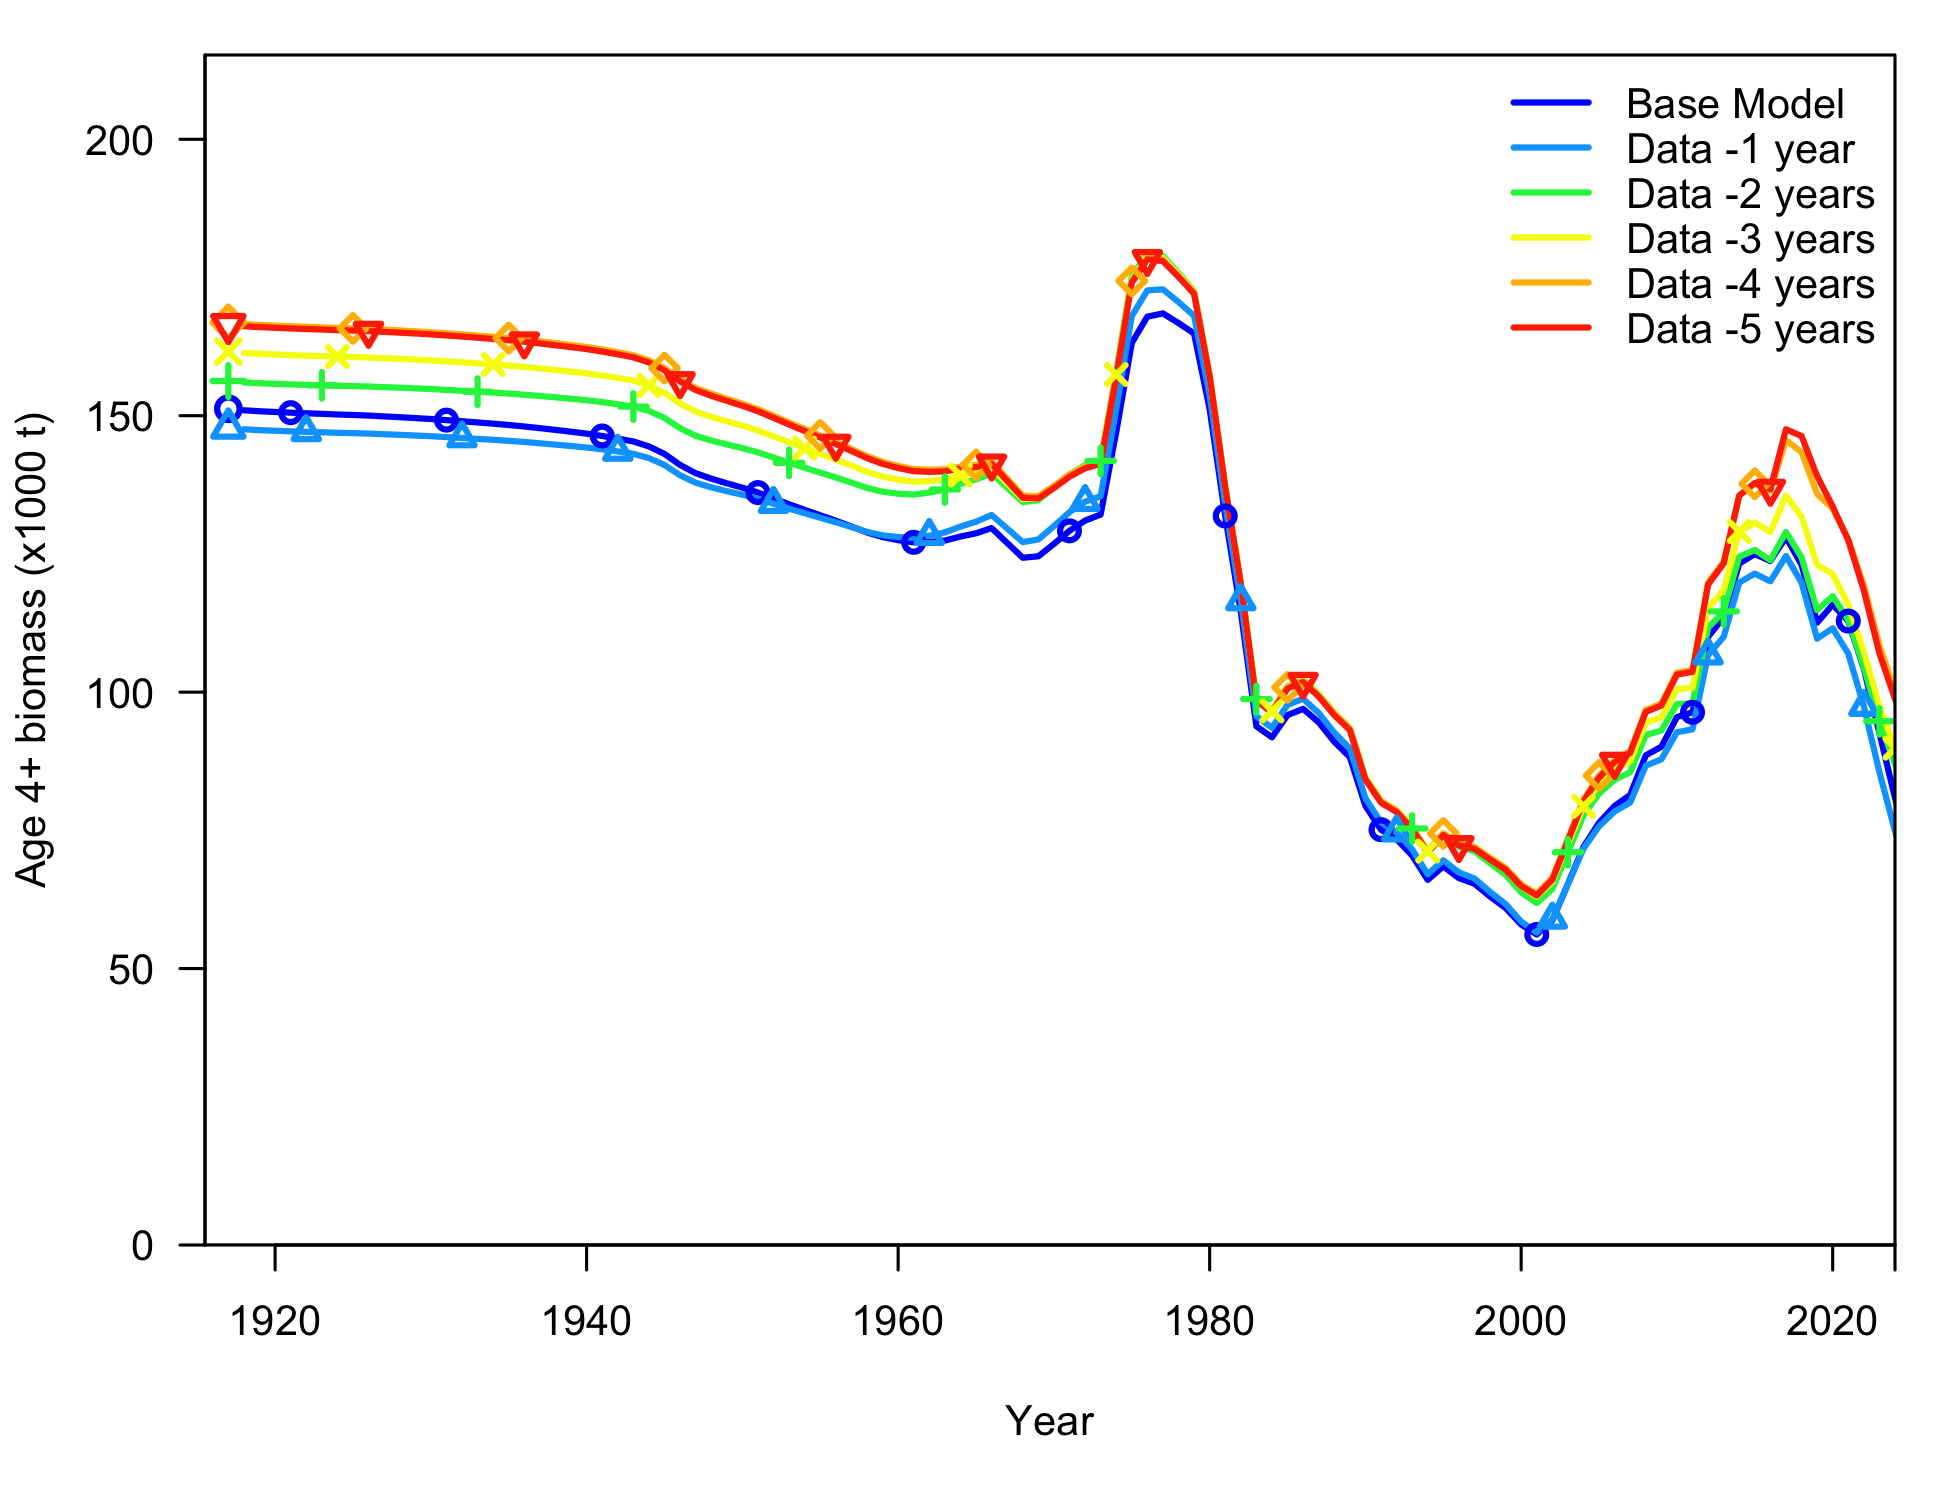 Base Model
Data -1 year
Data -2 years
Data -3 years
Data -4 years
Data -5 years
Age 4+ biomass (x1000 t)
200
150
100
50
0
1920 1940 1960 1980 2000 2020
Year